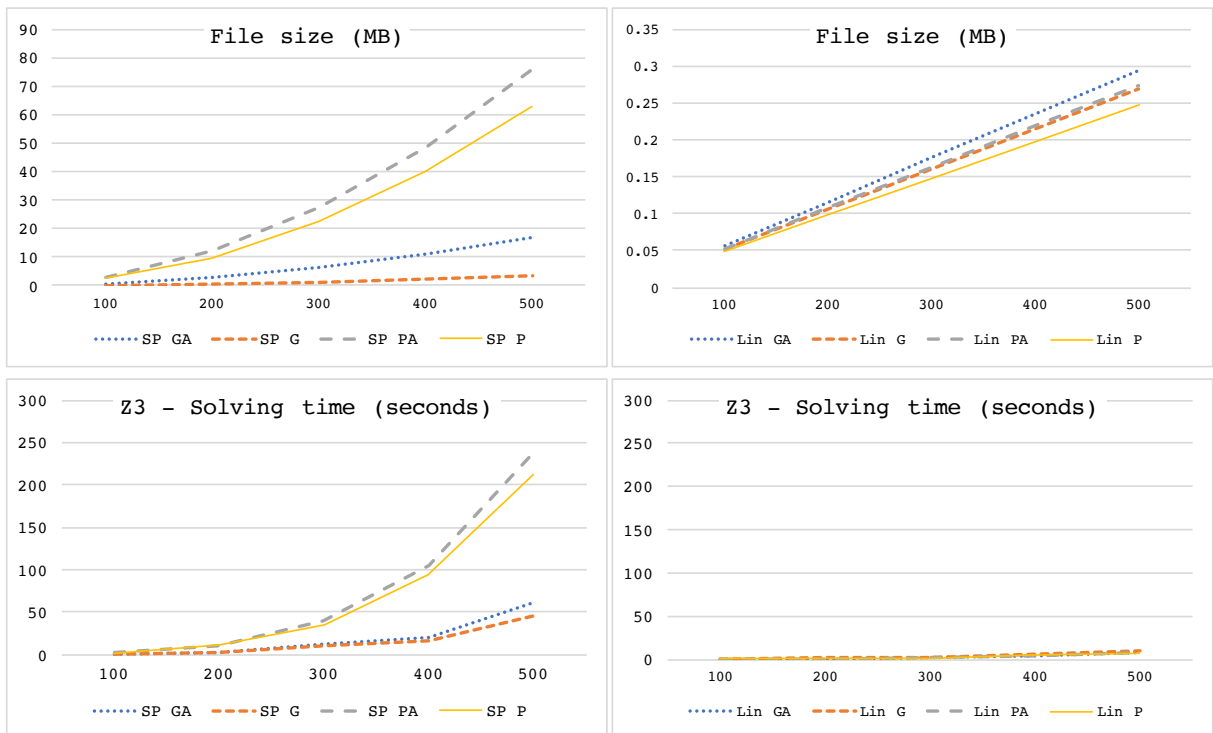 File size (MB)
90
80
70
60
50
40
30
20
10
0
100 200 300 400 500
SP GA SP G SP PA SP P
File size (MB)
0.35
0.3
0.25
0.2
0.15
0.1
0.05
0
100 200 300 400 500
Lin GA Lin G Lin PA Lin P
Z3 - Solving time (seconds)
300
250
200
150
100
50
0
100 200 300 400 500
SP GA SP G SP PA SP P
Z3 - Solving time (seconds)
300
250
200
150
100
50
0
100 200 300 400 500
Lin GA Lin G Lin PA Lin P